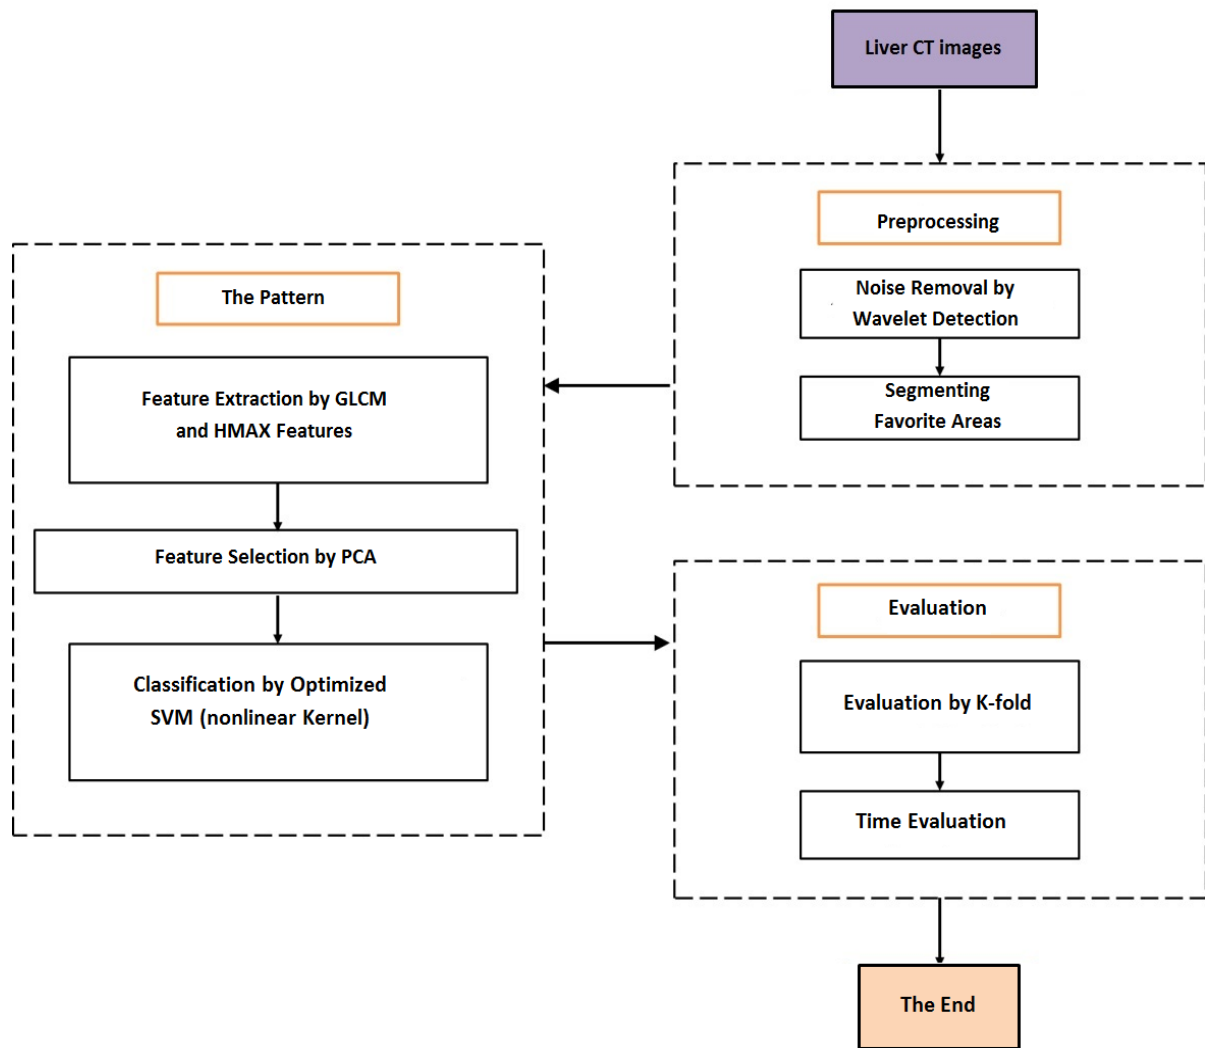 Liver CT images
Preprocessing
Noise Removal by
Wavelet Detection
Segmenting
Favorite Areas
The Pattern
Feature Extraction by GLCM
and HMAX Features
Feature Selection by PCA
Classification by Optimized
SVM (nonlinear Kernel)
Evaluation
Evaluation by K-fold
Time Evaluation
The End